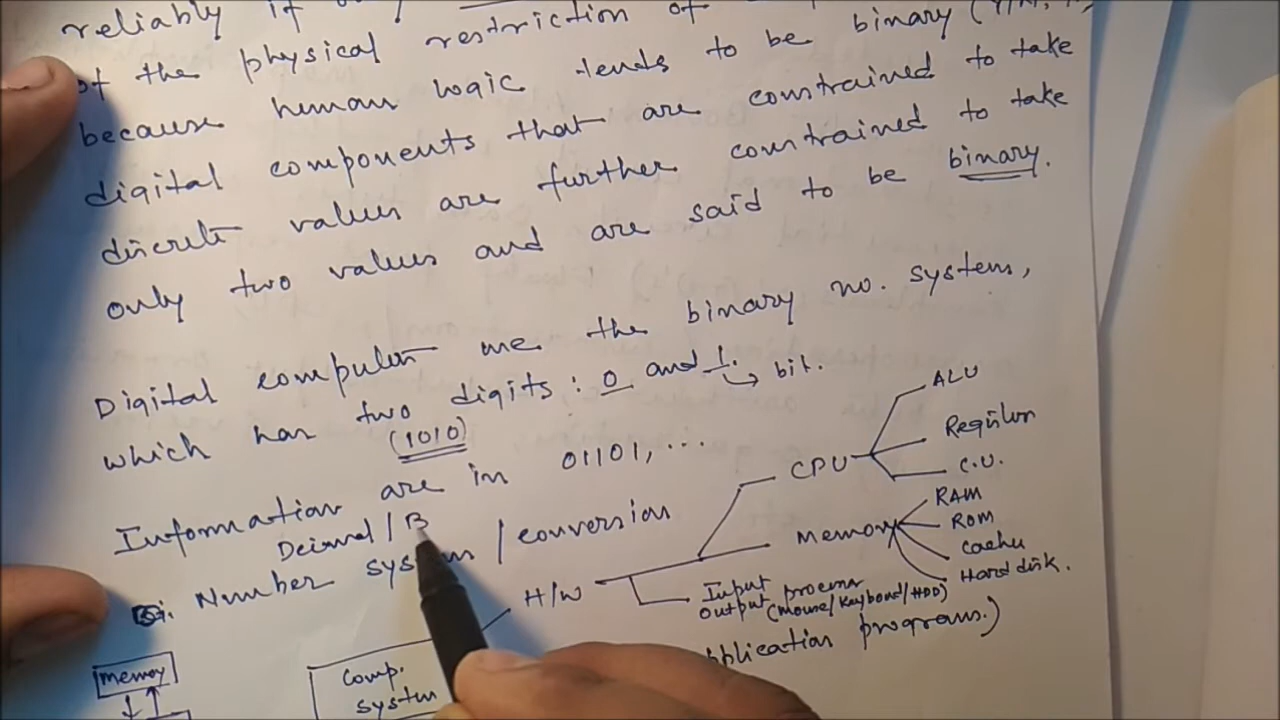 reliably if
of the physical restriction of
because human logic tends to be binary (
digital components that are constrained to take
discrete values are further constrained to take
only two values and are said to be binary.
Digital computer use the binary no. system,
which has two digits : 0 and 1. → bit.
(1010)
Information are in 01101, ...
Decimal / B
Number system / conversion
H/W
CPU
ALU
Register
C.U.
Memory
RAM
ROM
Cache
Hard disk.
Input
Output process
(Mouse/Keyboard/HDD)
application programs.)
memory
Comp.
system